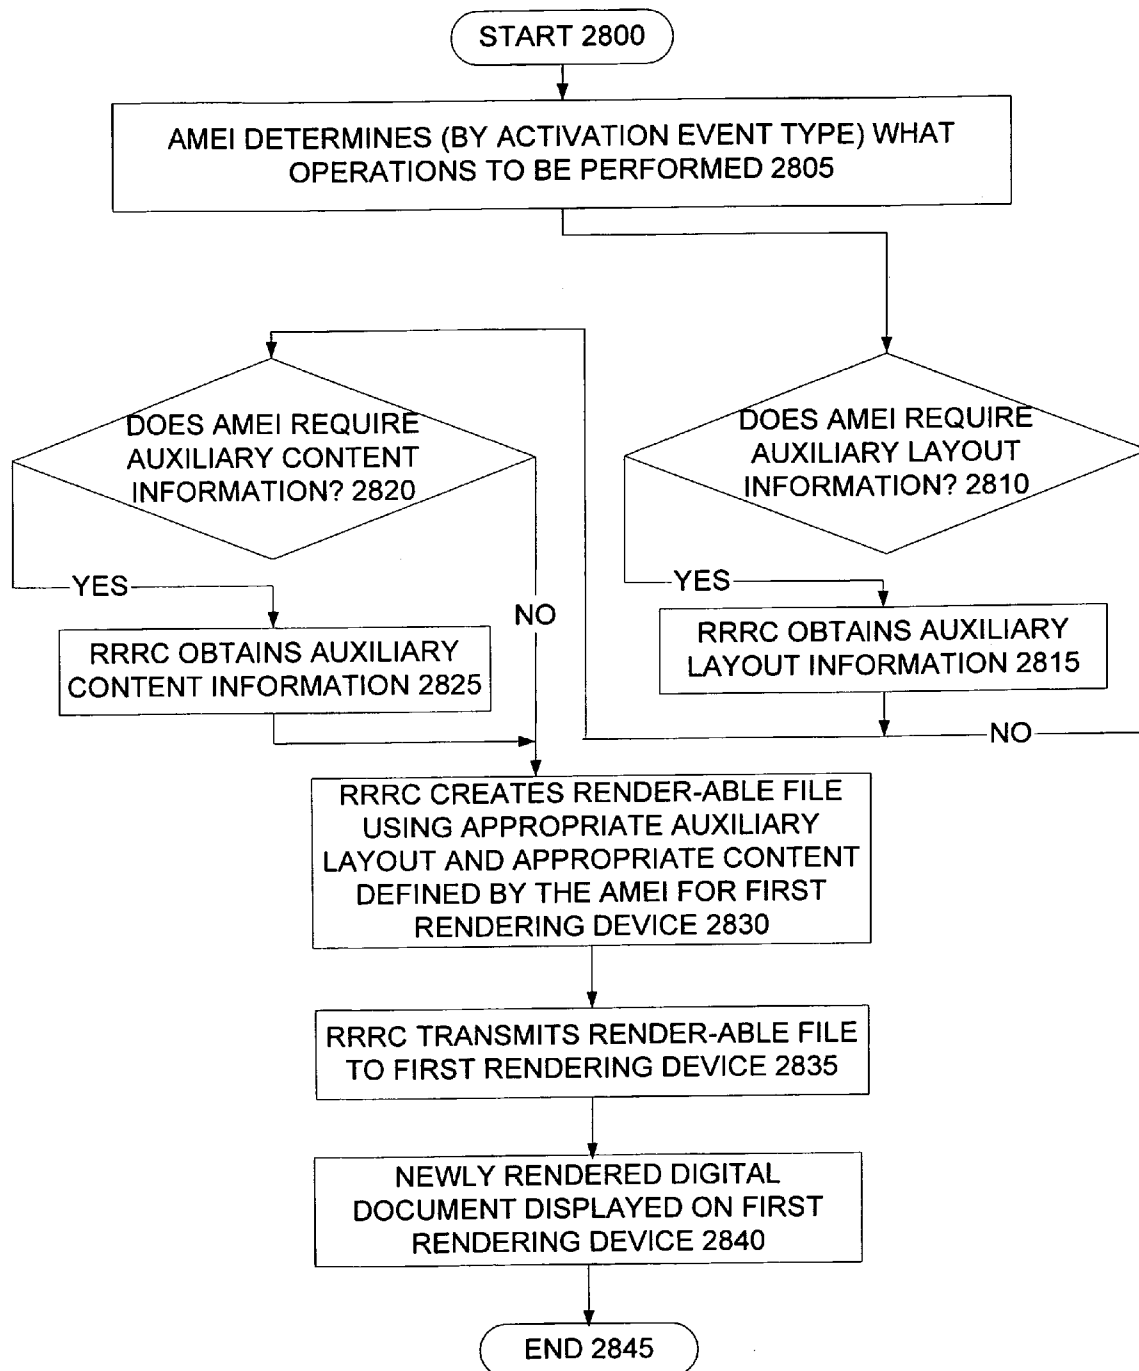 START 2800
AMEI DETERMINES (BY ACTIVATION EVENT TYPE) WHAT
OPERATIONS TO BE PERFORMED 2805
DOES AMEI REQUIRE
AUXILIARY LAYOUT
INFORMATION? 2810
YES
RRRC OBTAINS AUXILIARY
LAYOUT INFORMATION 2815
NO
DOES AMEI REQUIRE
AUXILIARY CONTENT
INFORMATION? 2820
YES
NO
RRRC OBTAINS AUXILIARY
CONTENT INFORMATION 2825
RRRC CREATES RENDER-ABLE FILE
USING APPROPRIATE AUXILIARY
LAYOUT AND APPROPRIATE CONTENT
DEFINED BY THE AMEI FOR FIRST
RENDERING DEVICE 2830
RRRC TRANSMITS RENDER-ABLE FILE
TO FIRST RENDERING DEVICE 2835
NEWLY RENDERED DIGITAL
DOCUMENT DISPLAYED ON FIRST
RENDERING DEVICE 2840
END 2845